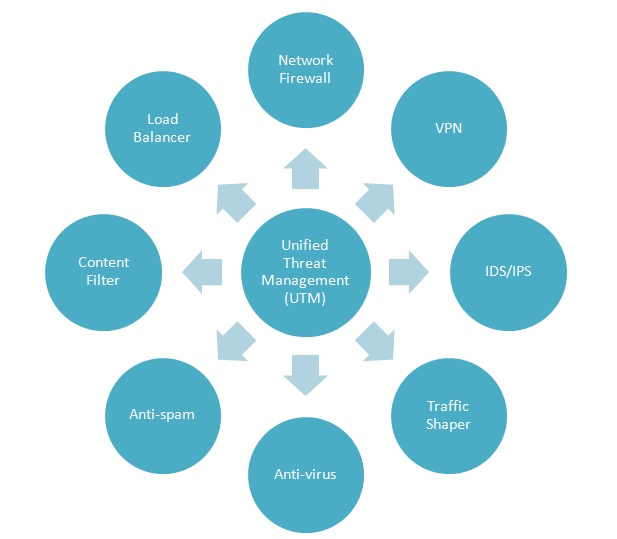 Network
Firewall
VPN
IDS/IPS
Traffic
Shaper
Anti-virus
Anti-spam
Content
Filter
Load
Balancer
Unified
Threat
Management
(UTM)